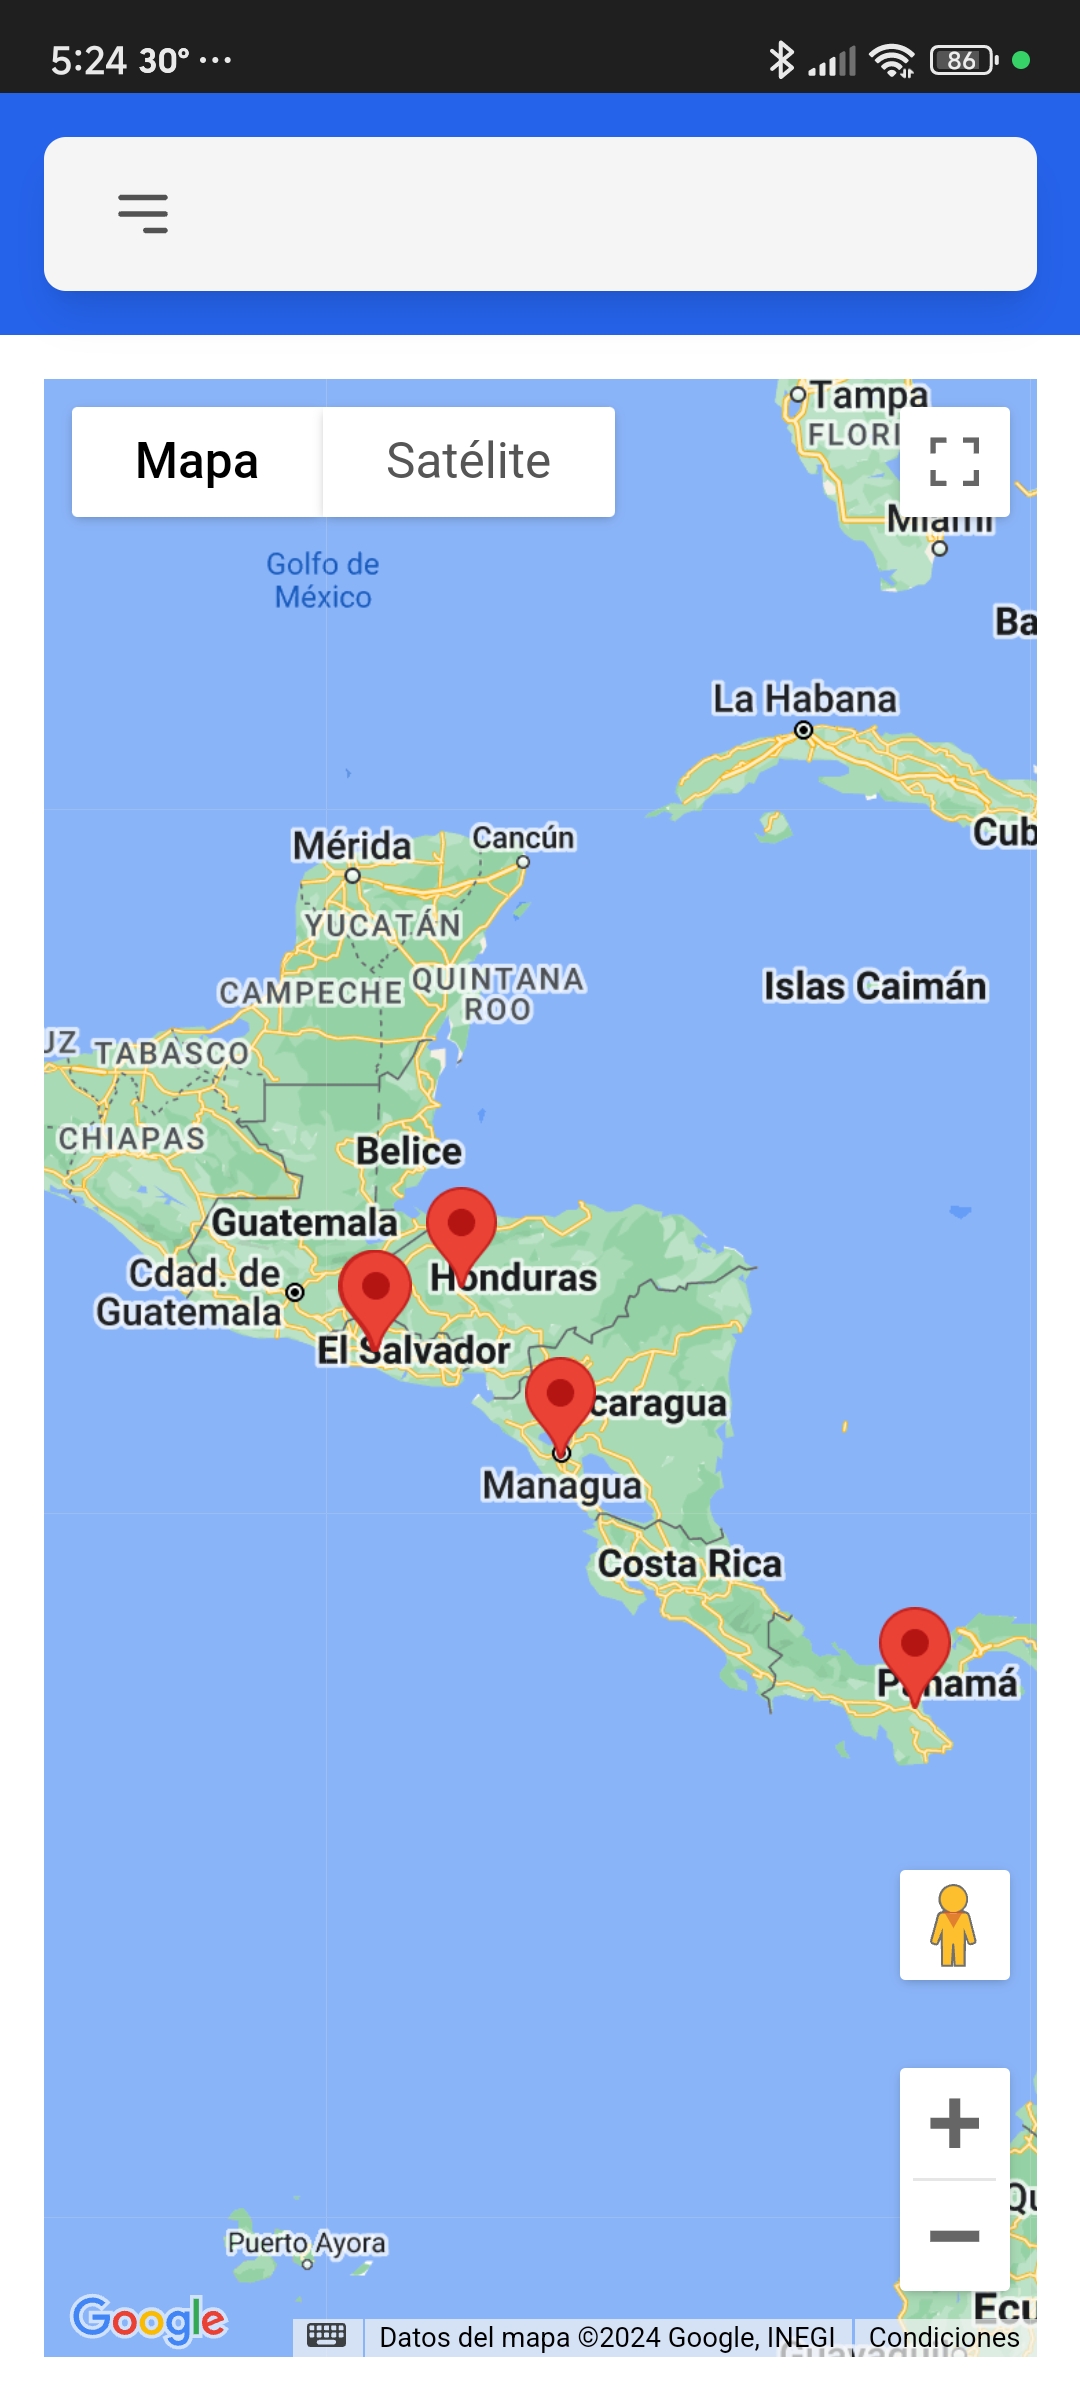 5:24 30° ...
86
Mapa
Satélite
Tampa
FLORI
Miami
Golfo de
México
Ba
La Habana
Cub
Mérida
Cancún
YUCATÁN
CAMPECHE
QUINTANA
ROO
Islas Caimán
UZ
TABASCO
CHIAPAS
Belice
Guatemala
Cdad. de
Guatemala
Honduras
El Salvador
caragua
Managua
Costa Rica
Panamá
Qu
Puerto Ayora
Ecu
Google
Datos del mapa ©2024 Google, INEGI
Condiciones
Guayaquil